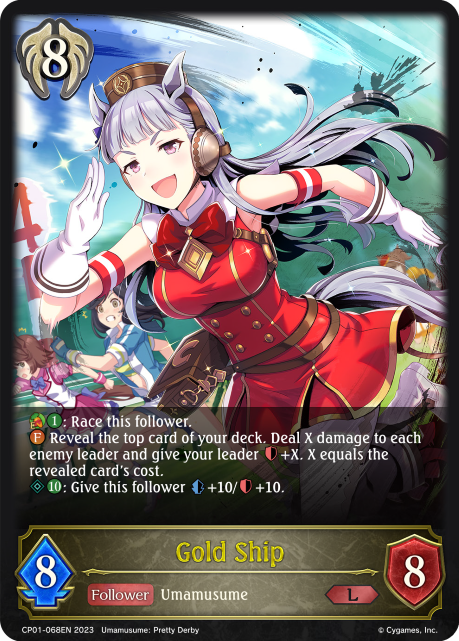 8
4
1 : Race this follower.
F Reveal the top card of your deck. Deal X damage to each
enemy leader and give your leader +X. X equals the
revealed card's cost.
10 : Give this follower +10/ +10.
Gold Ship
8
Follower Umamusume
L
8
CP01-068EN 2023 Umamusume: Pretty Derby
© Cygames, Inc.